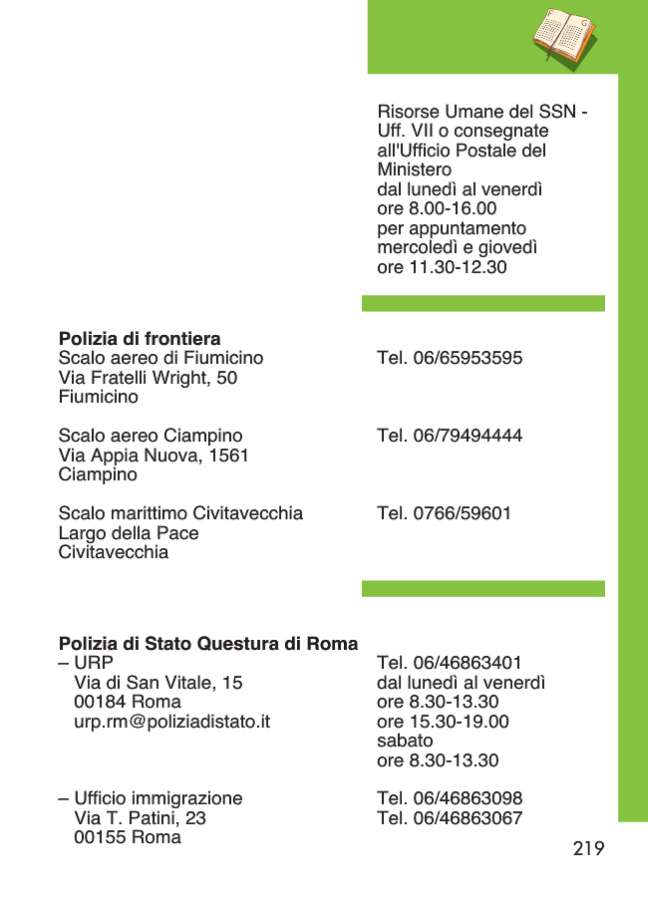 Risorse Umane del SSN -
Uff. VII o consegnate
all'Ufficio Postale del
Ministero
dal lunedì al venerdì
ore 8.00-16.00
per appuntamento
mercoledì e giovedì
ore 11.30-12.30
Polizia di frontiera
Scalo aereo di Fiumicino Tel. 06/65953595
Via Fratelli Wright, 50
Fiumicino
Scalo aereo Ciampino Tel. 06/79494444
Via Appia Nuova, 1561
Ciampino
Scalo marittimo Civitavecchia Tel. 0766/59601
Largo della Pace
Civitavecchia
Polizia di Stato Questura di Roma
– URP Tel. 06/46863401
Via di San Vitale, 15 dal lunedì al venerdì
00184 Roma ore 8.30-13.30
urp.rm@poliziadistato.it ore 15.30-19.00
sabato
ore 8.30-13.30
– Ufficio immigrazione Tel. 06/46863098
Via T. Patini, 23 Tel. 06/46863067
00155 Roma
219
F G